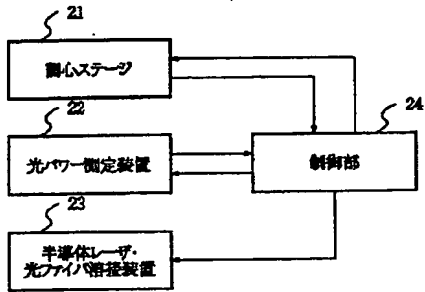 21
調心ステージ
22
光パワー測定装置
24
制御部
23
半導体レーザ・
光ファイバ溶接装置